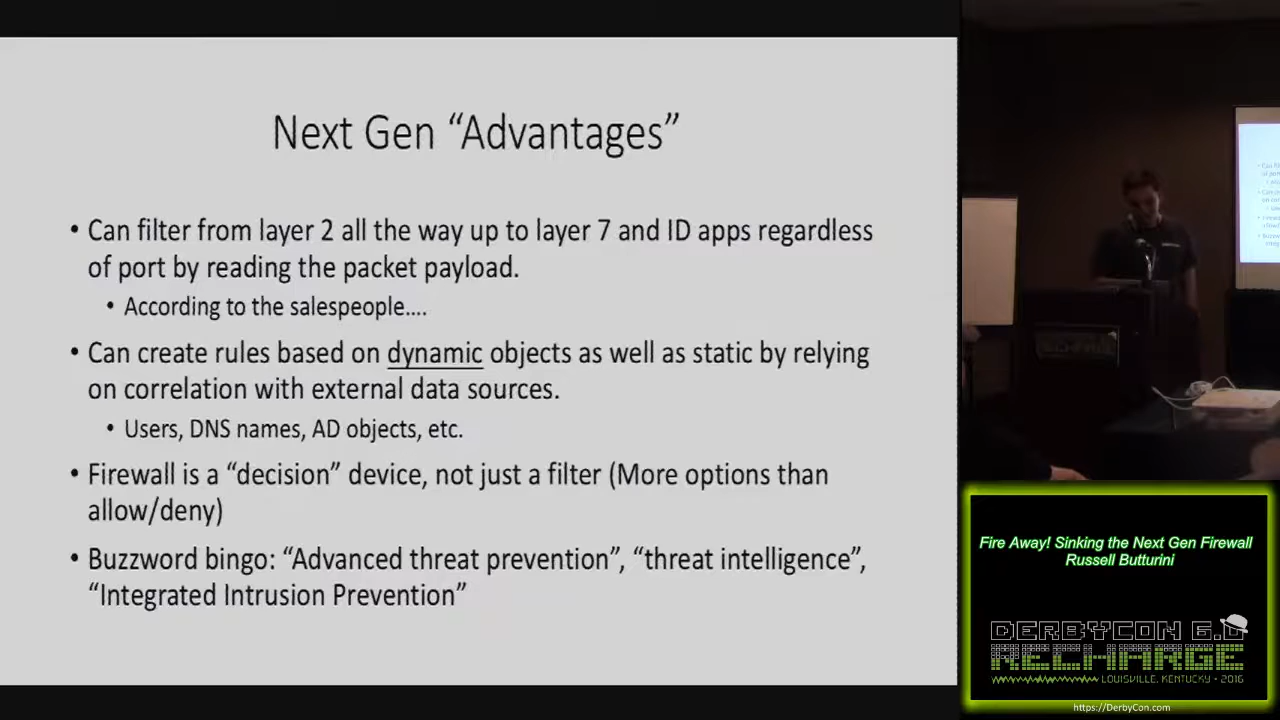 Next Gen “Advantages”
• Can filter from layer 2 all the way up to layer 7 and ID apps regardless
of port by reading the packet payload.
• According to the salespeople....
• Can create rules based on dynamic objects as well as static by relying
on correlation with external data sources.
• Users, DNS names, AD objects, etc.
• Firewall is a “decision” device, not just a filter (More options than
allow/deny)
• Buzzword bingo: “Advanced threat prevention”, “threat intelligence”,
“Integrated Intrusion Prevention”
Fire Away! Sinking the Next Gen Firewall
Russell Butturini
DERBYCON 6.0
RECHARGE
LOUISVILLE, KENTUCKY • 2016
https://DerbyCon.com